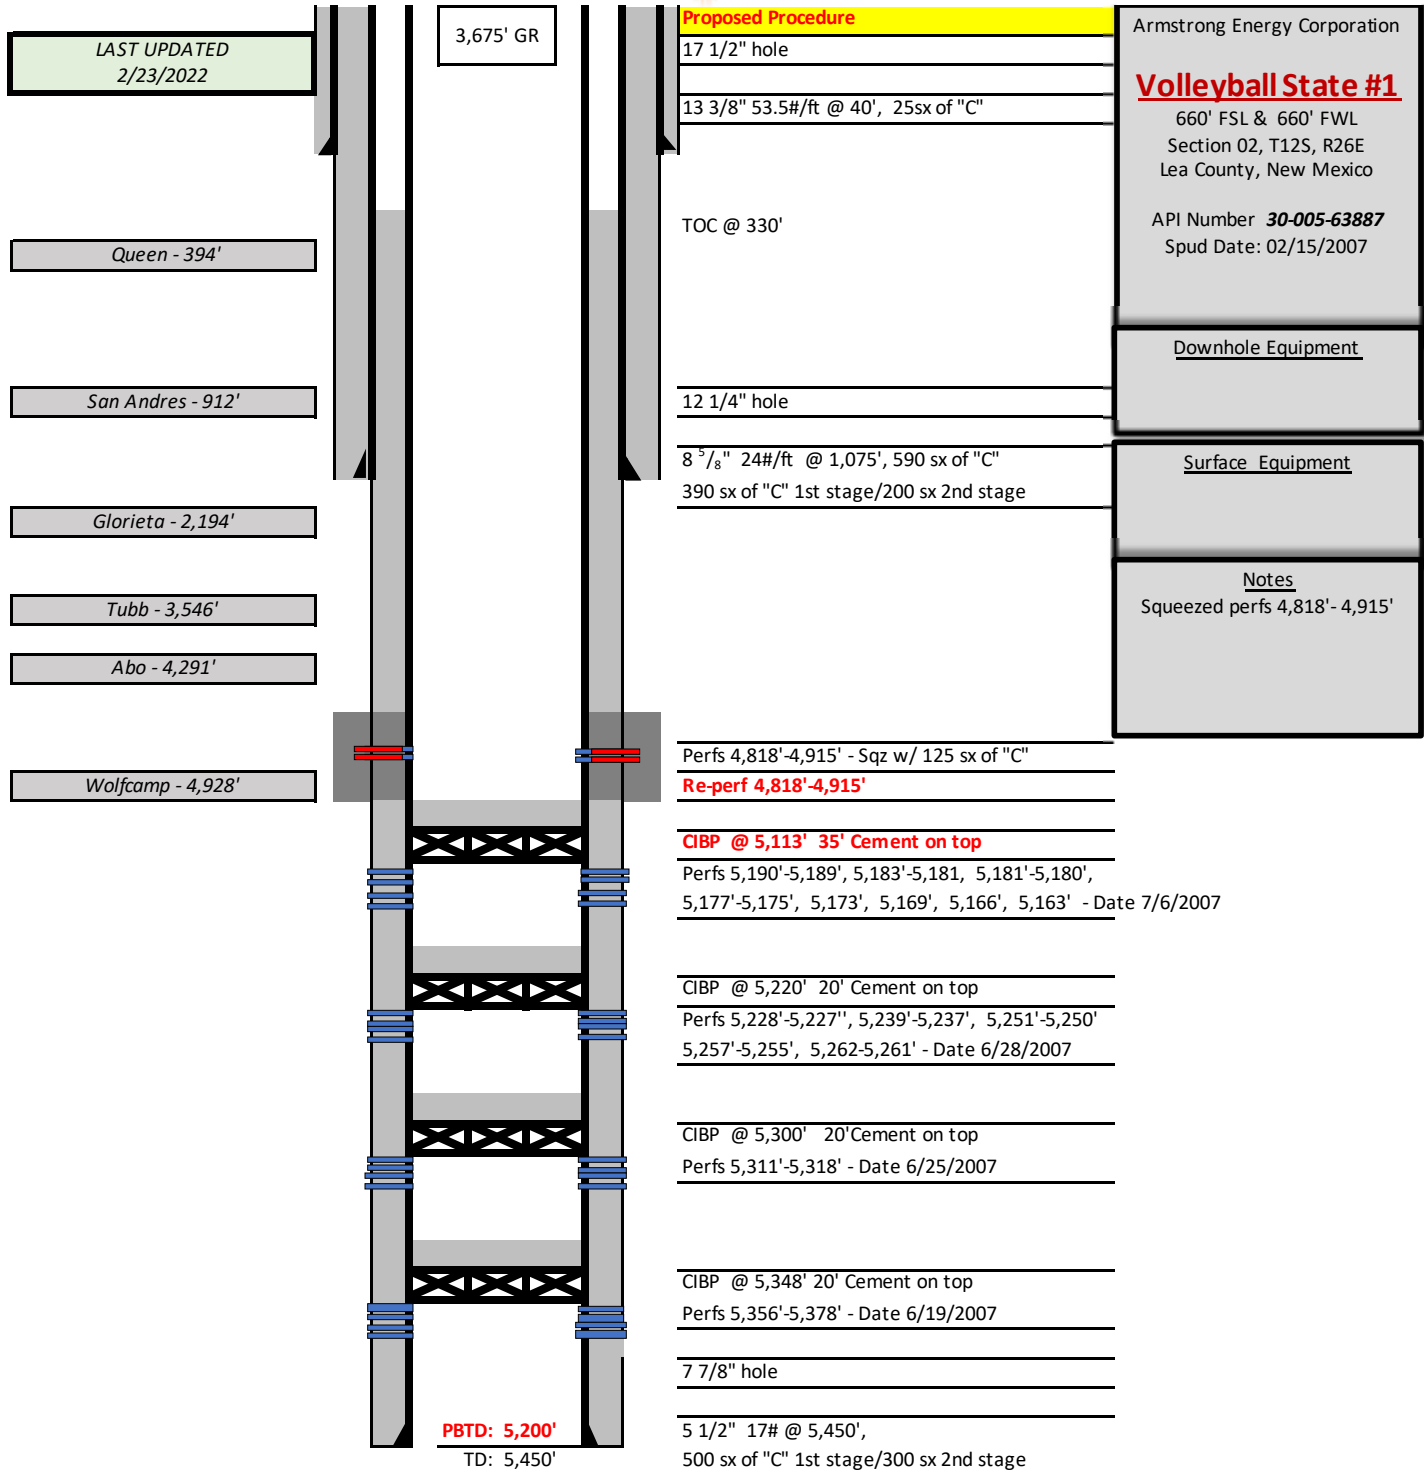 LAST UPDATED
2/23/2022
3,675' GR
Proposed Procedure
17 1/2" hole
13 3/8" 53.5#/ft @ 40', 25sx of "C"
TOC @ 330'
Queen - 394'
San Andres - 912'
12 1/4" hole
8 5/8" 24#/ft @ 1,075', 590 sx of "C"
390 sx of "C" 1st stage/200 sx 2nd stage
Glorieta - 2,194'
Tubb - 3,546'
Abo - 4,291'
Perfs 4,818'-4,915' - Sqz w/ 125 sx of "C"
Re-perf 4,818'-4,915'
Wolfcamp - 4,928'
CIBP @ 5,113' 35' Cement on top
Perfs 5,190'-5,189', 5,183'-5,181, 5,181'-5,180',
5,177'-5,175', 5,173', 5,169', 5,166', 5,163' - Date 7/6/2007
CIBP @ 5,220' 20' Cement on top
Perfs 5,228'-5,227'', 5,239'-5,237', 5,251'-5,250'
5,257'-5,255', 5,262-5,261' - Date 6/28/2007
CIBP @ 5,300' 20'Cement on top
Perfs 5,311'-5,318' - Date 6/25/2007
CIBP @ 5,348' 20' Cement on top
Perfs 5,356'-5,378' - Date 6/19/2007
7 7/8" hole
PBTD: 5,200'
TD: 5,450'
5 1/2" 17# @ 5,450',
500 sx of "C" 1st stage/300 sx 2nd stage
Armstrong Energy Corporation
Volleyball State #1
660' FSL & 660' FWL
Section 02, T12S, R26E
Lea County, New Mexico
API Number 30-005-63887
Spud Date: 02/15/2007
Downhole Equipment
Surface Equipment
Notes
Squeezed perfs 4,818'- 4,915'